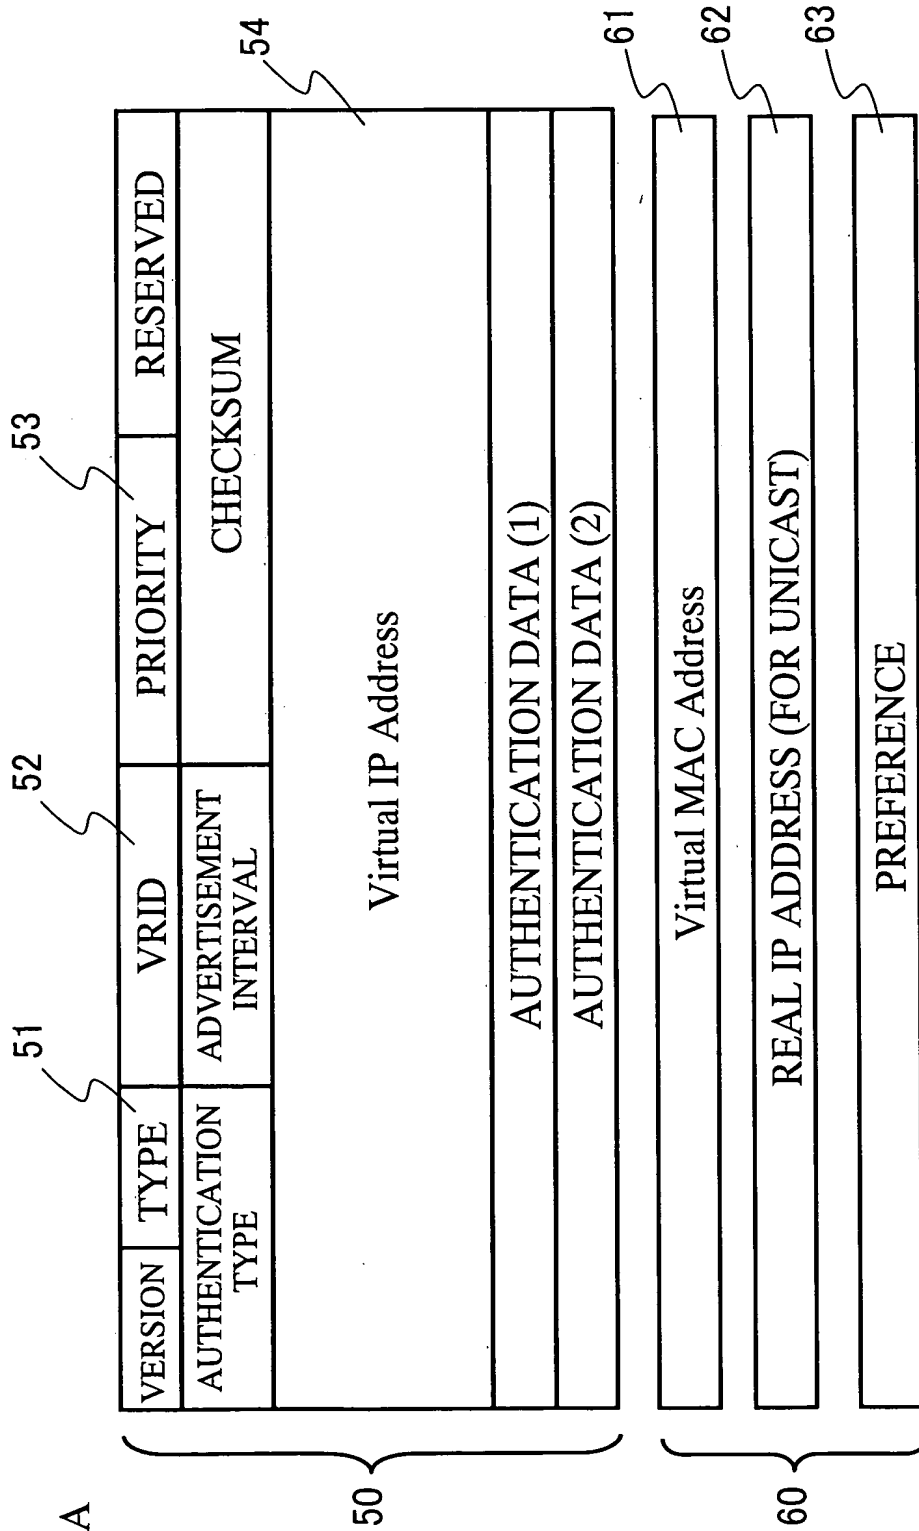 A
51
52
53
54
VERSION
TYPE
VRID
PRIORITY
RESERVED
AUTHENTICATION
TYPE
ADVERTISEMENT
INTERVAL
CHECKSUM
Virtual IP Address
AUTHENTICATION DATA (1)
AUTHENTICATION DATA (2)
50
Virtual MAC Address
61
REAL IP ADDRESS (FOR UNICAST)
62
PREFERENCE
63
60